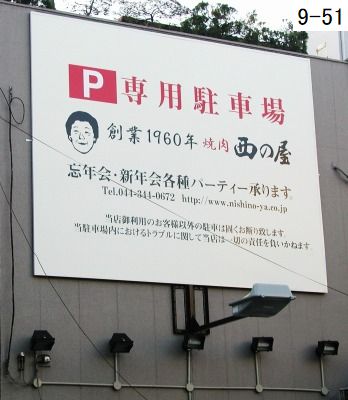 9-51
P 専用駐車場
創業1960年 焼肉 西の屋
忘年会・新年会各種パーティー承ります。
Tel.044-344-0672 http://www.nishino-ya.co.jp
当店御利用のお客様以外の駐車は固くお断り致します
当駐車場内におけるトラブルに関して当店は一切の責任を負いかねます